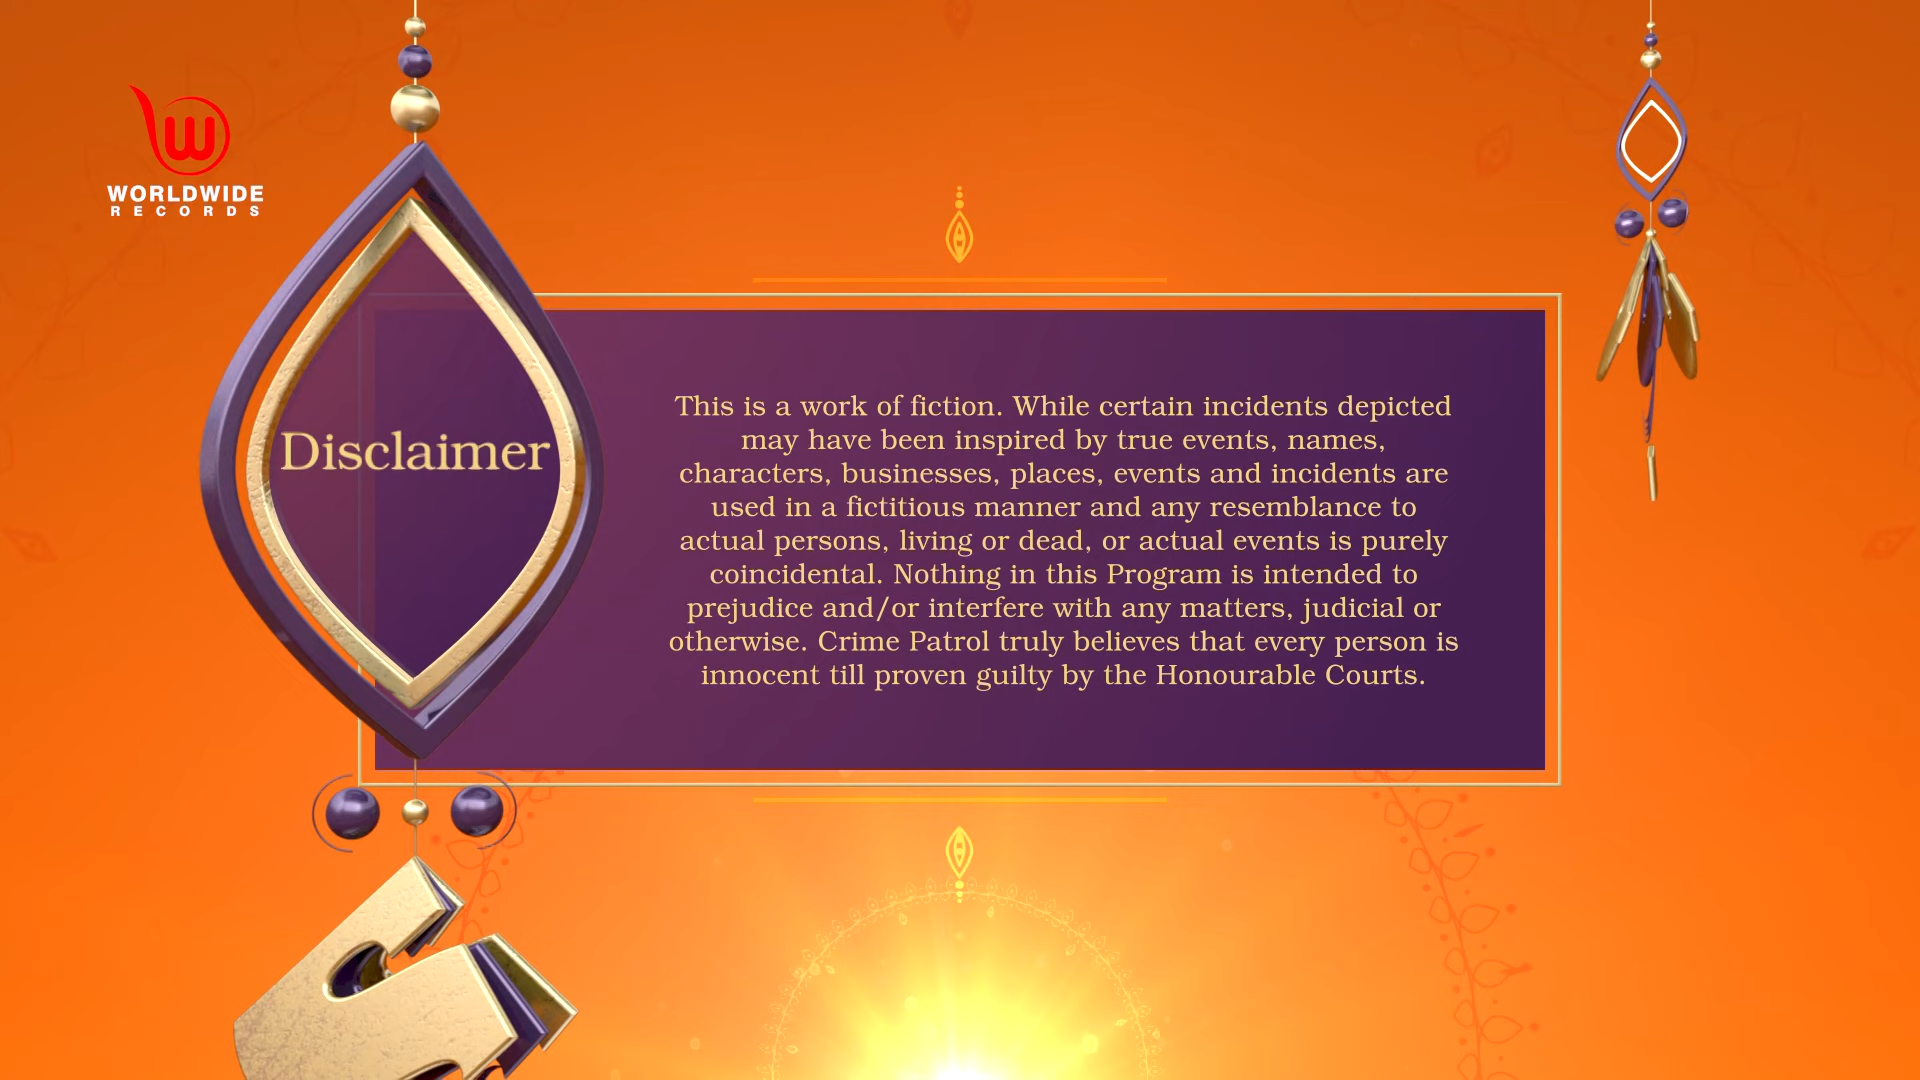 WORLDWIDE
RECORDS
Disclaimer
This is a work of fiction. While certain incidents depicted
may have been inspired by true events, names,
characters, businesses, places, events and incidents are
used in a fictitious manner and any resemblance to
actual persons, living or dead, or actual events is purely
coincidental. Nothing in this Program is intended to
prejudice and/or interfere with any matters, judicial or
otherwise. Crime Patrol truly believes that every person is
innocent till proven guilty by the Honourable Courts.